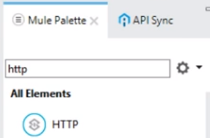 Mule Palette
API Sync
http
All Elements
HTTP